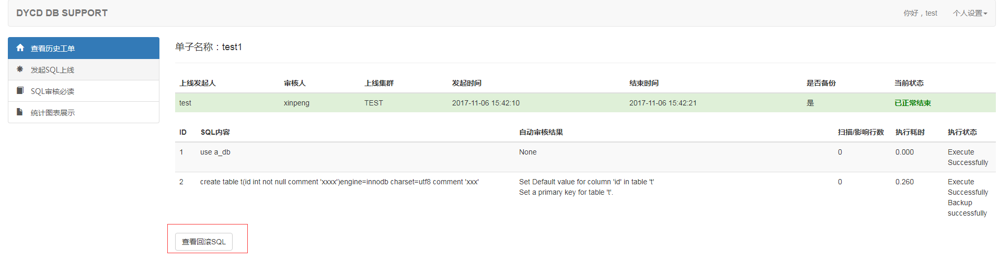 DYCD DB SUPPORT
你好，test
个人设置
查看历史工单
发起SQL上线
SQL审核必读
统计图表展示
单子名称：test1
上线发起人 审核人 上线集群 发起时间 结束时间 是否备份 当前状态
test xinpeng TEST 2017-11-06 15:42:10 2017-11-06 15:42:21 是 已正常结束
ID SQL内容 自动审核结果 扫描/影响行数 执行耗时 执行状态
1 use a_db None 0 0.000 Execute
Successfully
2 create table t(id int not null comment 'xxxx')engine=innodb charset=utf8 comment 'xxx' Set Default value for column 'id' in table 't' 0 0.260 Execute
Set a primary key for table 't'. Successfully
Backup
successfully
查看回滚SQL